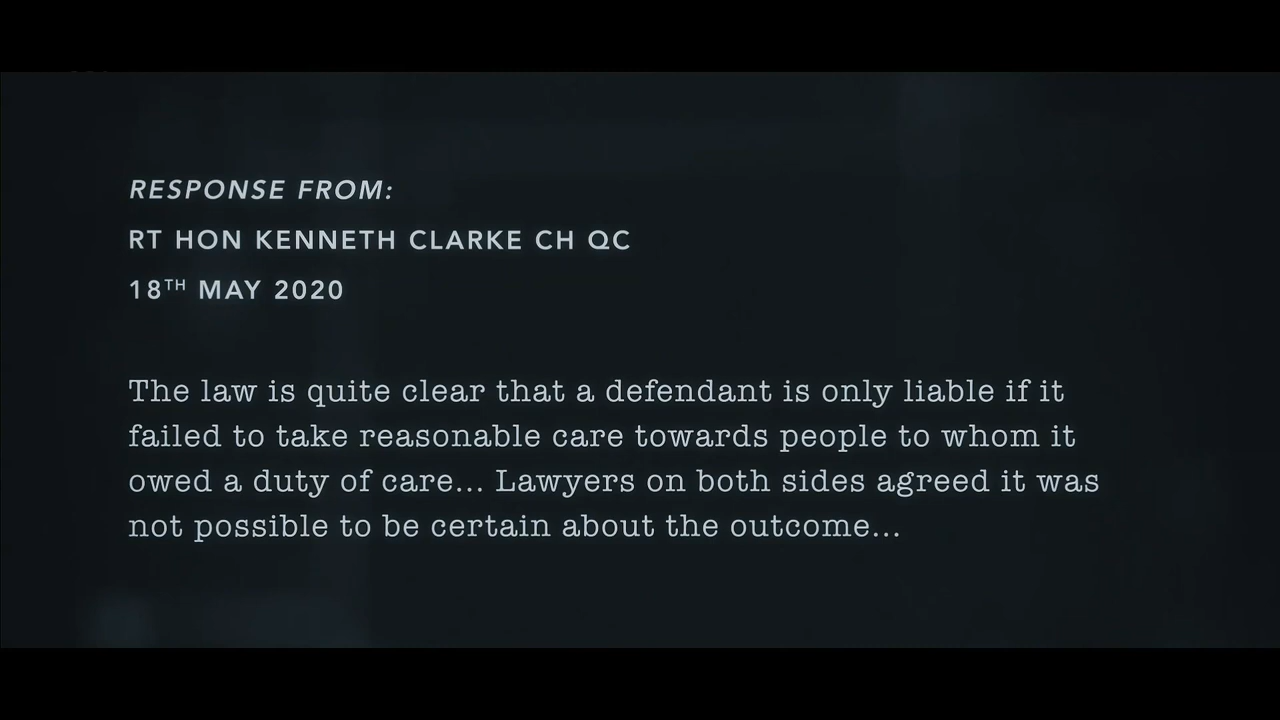 RESPONSE FROM:
RT HON KENNETH CLARKE CH QC
18TH MAY 2020
The law is quite clear that a defendant is only liable if it
failed to take reasonable care towards people to whom it
owed a duty of care... Lawyers on both sides agreed it was
not possible to be certain about the outcome...